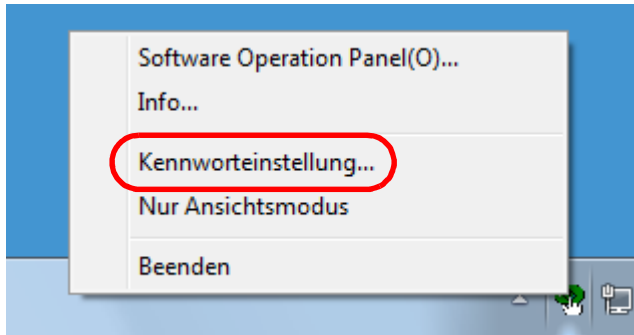 Software Operation Panel(O)...
Info...
Kennworteinstellung...
Nur Ansichtsmodus
Beenden